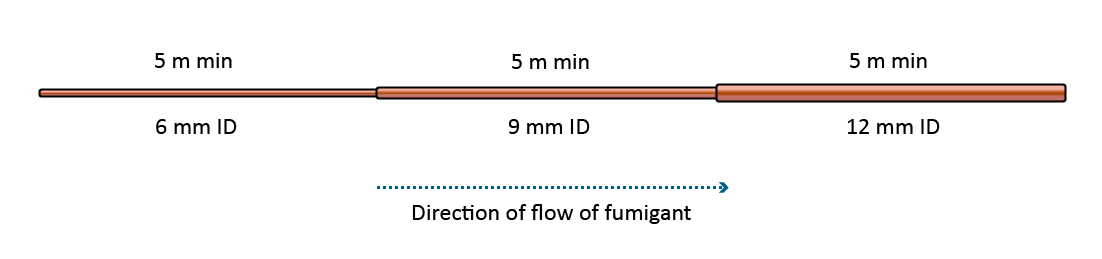 5 m min
5 m min
5 m min
6 mm ID
9 mm ID
12 mm ID
Direction of flow of fumigant